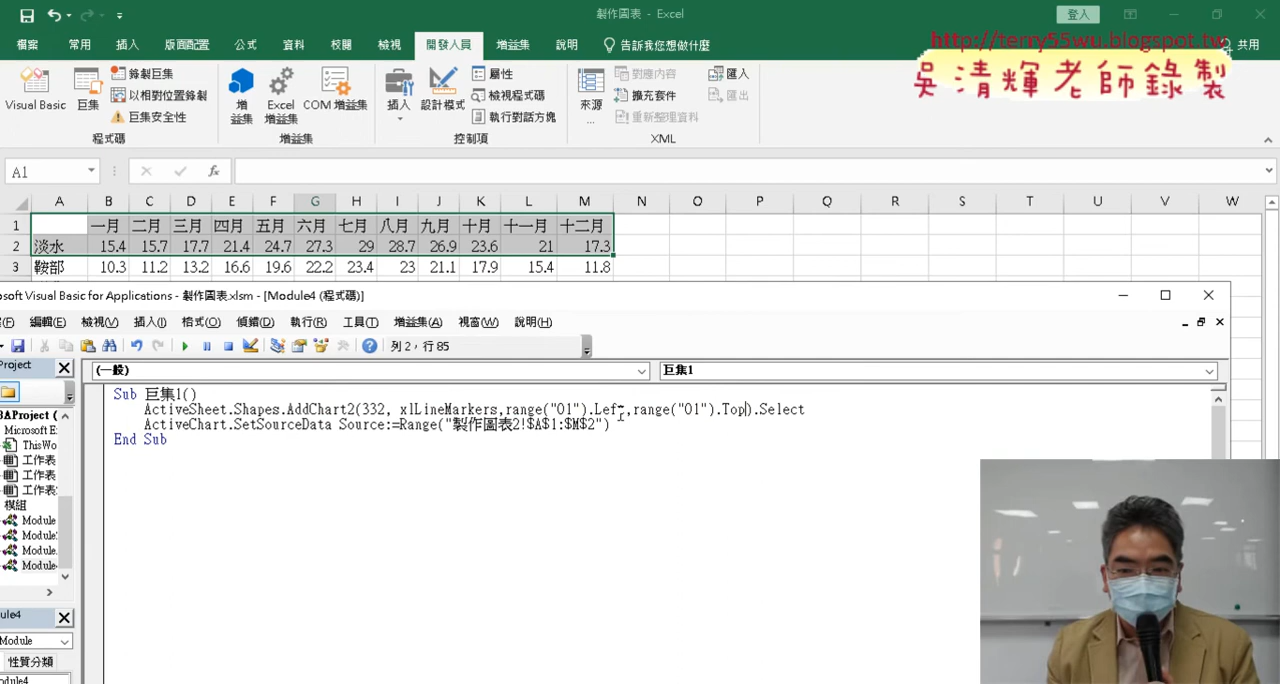 製作圖表 - Excel
登入
檔案 常用 插入 版面配置 公式 資料 校閱 檢視 開發人員 增益集 說明 告訴我您想做什麼 共用
http://terry55wu.blogspot.tw
吳清輝老師錄製
Visual Basic 巨集 錄製巨集 以相對位置錄製 巨集安全性
增益集 Excel 增益集 COM 增益集
插入 設計模式 屬性 檢視程式碼 執行對話方塊
來源... 對應內容 擴充套件 重新整理資料 匯入 匯出
程式碼 增益集 控制項 XML
A1 fx
A B C D E F G H I J K L M N O P Q R S T U V W
1 一月 二月 三月 四月 五月 六月 七月 八月 九月 十月 十一月 十二月
2 淡水 15.4 15.7 17.7 21.4 24.7 27.3 29 28.7 26.9 23.6 21 17.3
3 鞍部 10.3 11.2 13.2 16.6 19.6 22.2 23.4 23 21.1 17.9 15.4 11.8
osoft Visual Basic for Applications - 製作圖表.xlsm - [Module4 (程式碼)]
(F) 編輯(E) 檢視(V) 插入(I) 格式(O) 偵錯(D) 執行(R) 工具(T) 增益集(A) 視窗(W) 說明(H)
列 2，行 85
Project
(一般) 巨集1
BAProject (
Microsoft E
ThisWo
工作表
工作表
工作表
模組
Module
Module
Module
Module
Sub 巨集1()
ActiveSheet.Shapes.AddChart2(332, xlLineMarkers,range("O1").Left,range("O1").Top).Select
ActiveChart.SetSourceData Source:=Range("製作圖表2!$A$1:$M$2")
End Sub
dule4
Module
性質分類
odule4